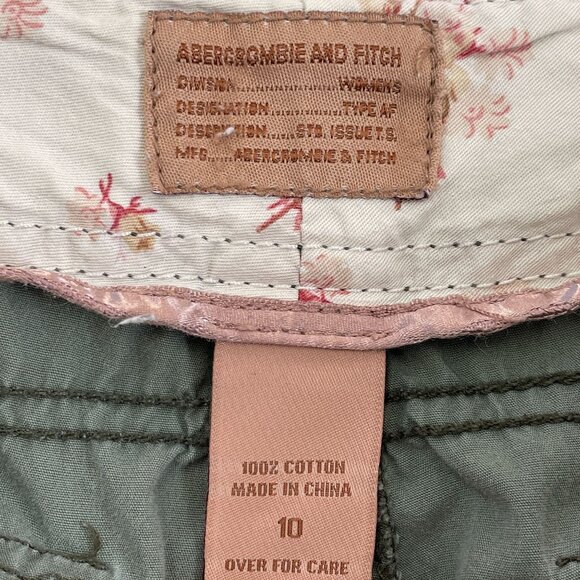 ABERCROMBIE AND FITCH
DIVISION..................WOMENS
DESIGNATION.............TYPE AF
DESCRIPTION.......STD. ISSUE T.S.
MFG......ABERCROMBIE & FITCH
100% COTTON
MADE IN CHINA
10
OVER FOR CARE